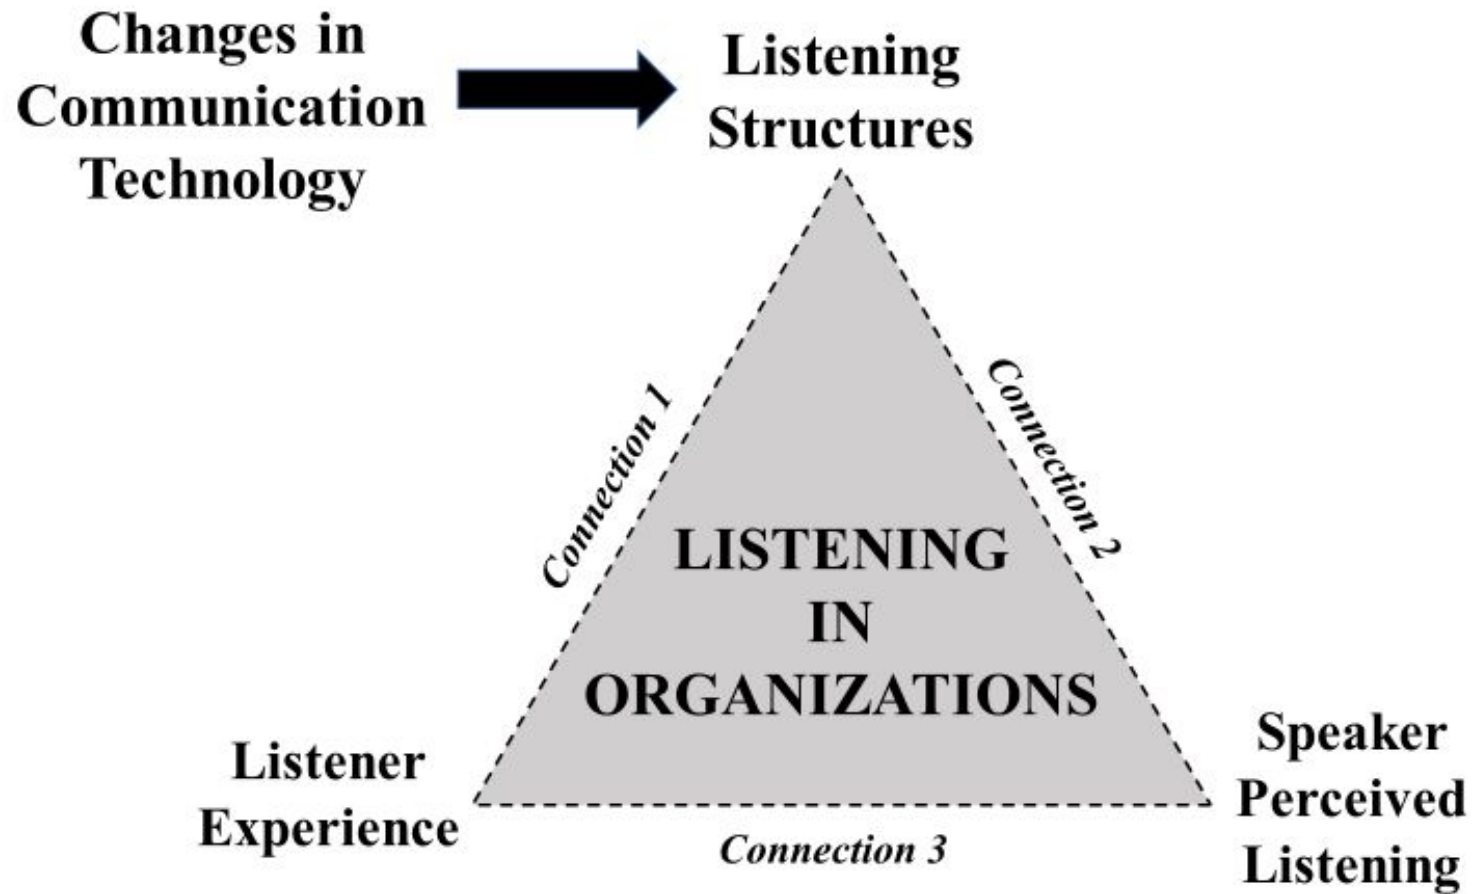 Changes in
Communication
Technology
Listening
Structures
Connection 1
Connection 2
LISTENING
IN
ORGANIZATIONS
Listener
Experience
Speaker
Perceived
Listening
Connection 3